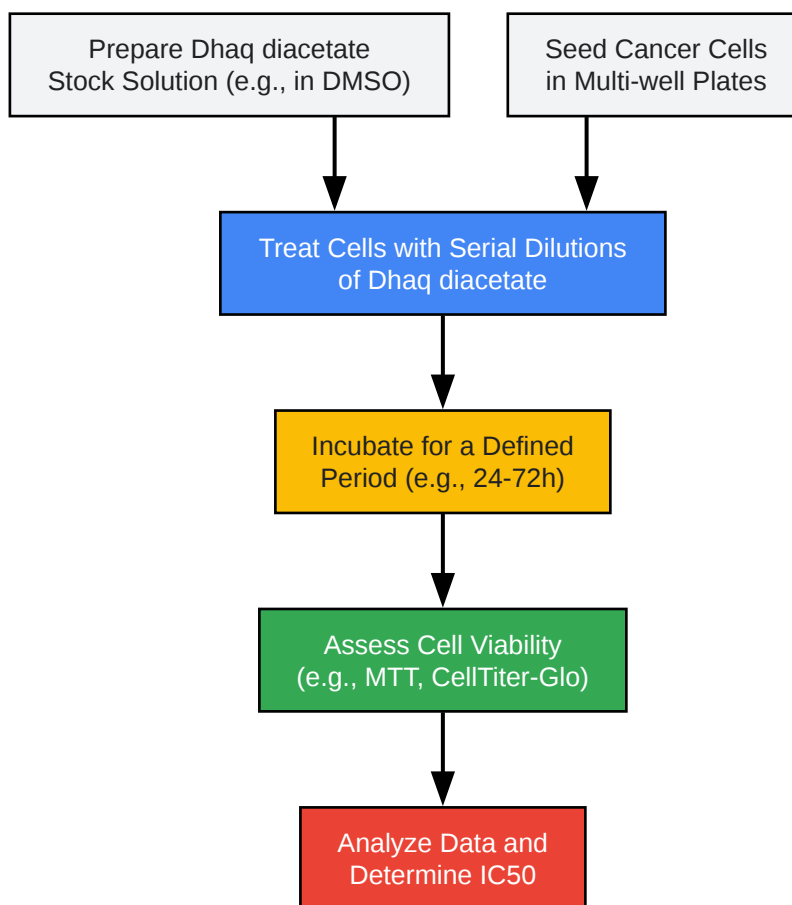 Prepare Dhaq diacetate
Stock Solution (e.g., in DMSO)
Seed Cancer Cells
in Multi-well Plates
Treat Cells with Serial Dilutions
of Dhaq diacetate
Incubate for a Defined
Period (e.g., 24-72h)
Assess Cell Viability
(e.g., MTT, CellTiter-Glo)
Analyze Data and
Determine IC50